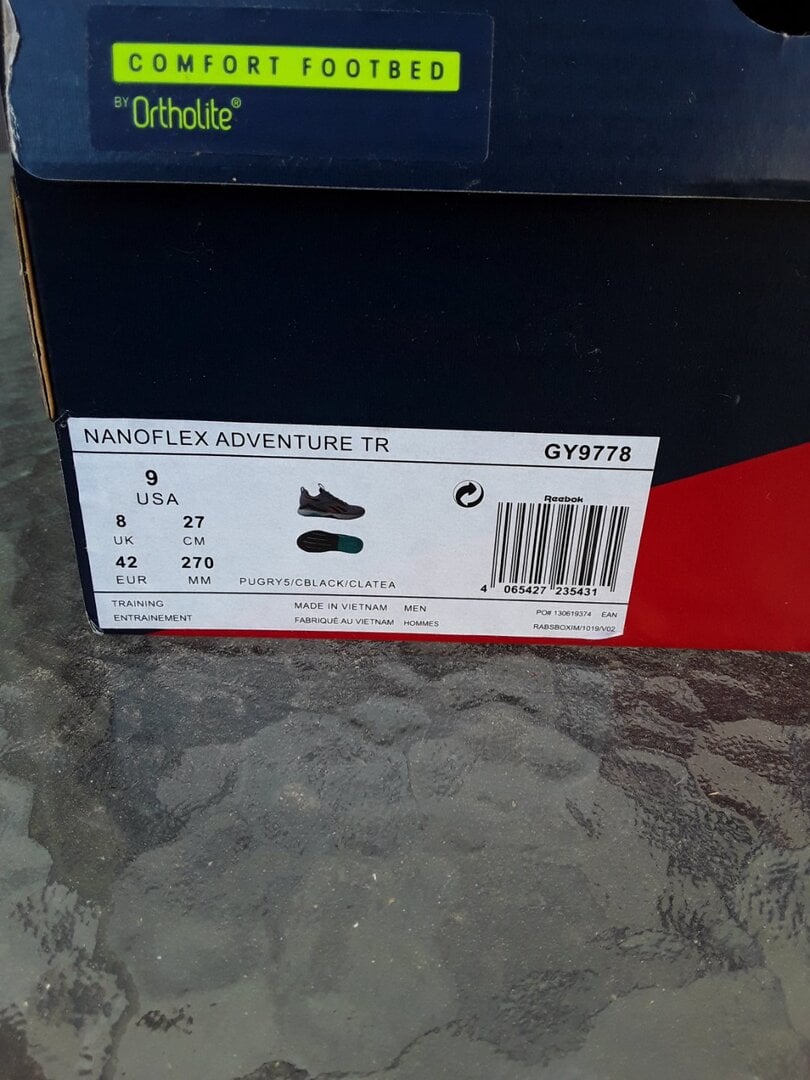 COMFORT FOOTBED
BY Ortholite®
NANOFLEX ADVENTURE TR
GY9778
9
USA
8 27
UK CM
42 270
EUR MM
PUGRY5/CBLACK/CLATEA
Reebok
4 065427 235431
TRAINING
ENTRAINEMENT
MADE IN VIETNAM MEN
FABRIQUÉ AU VIETNAM HOMMES
PO# 130619374 EAN
RABSBOXIM/1019/V02